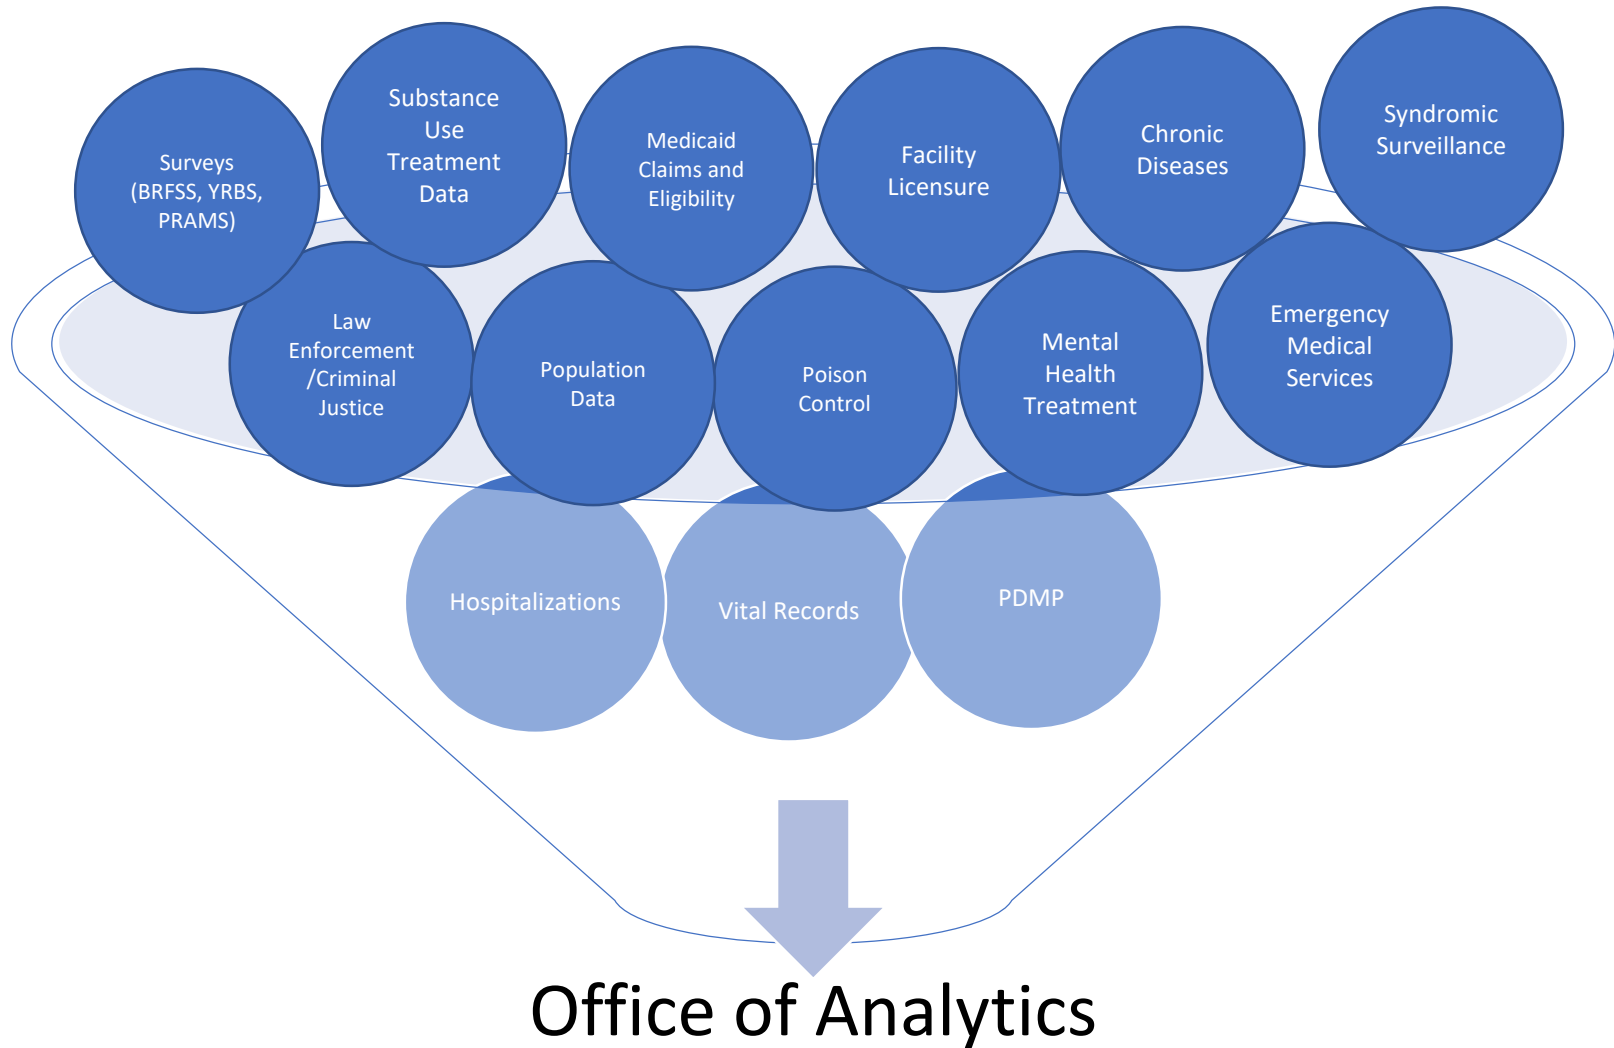 Surveys
(BRFSS, YRBS,
PRAMS)
Substance
Use
Treatment
Data
Medicaid
Claims and
Eligibility
Facility
Licensure
Chronic
Diseases
Syndromic
Surveillance
Law
Enforcement
/Criminal
Justice
Population
Data
Poison
Control
Mental
Health
Treatment
Emergency
Medical
Services
Hospitalizations
Vital Records
PDMP
Office of Analytics